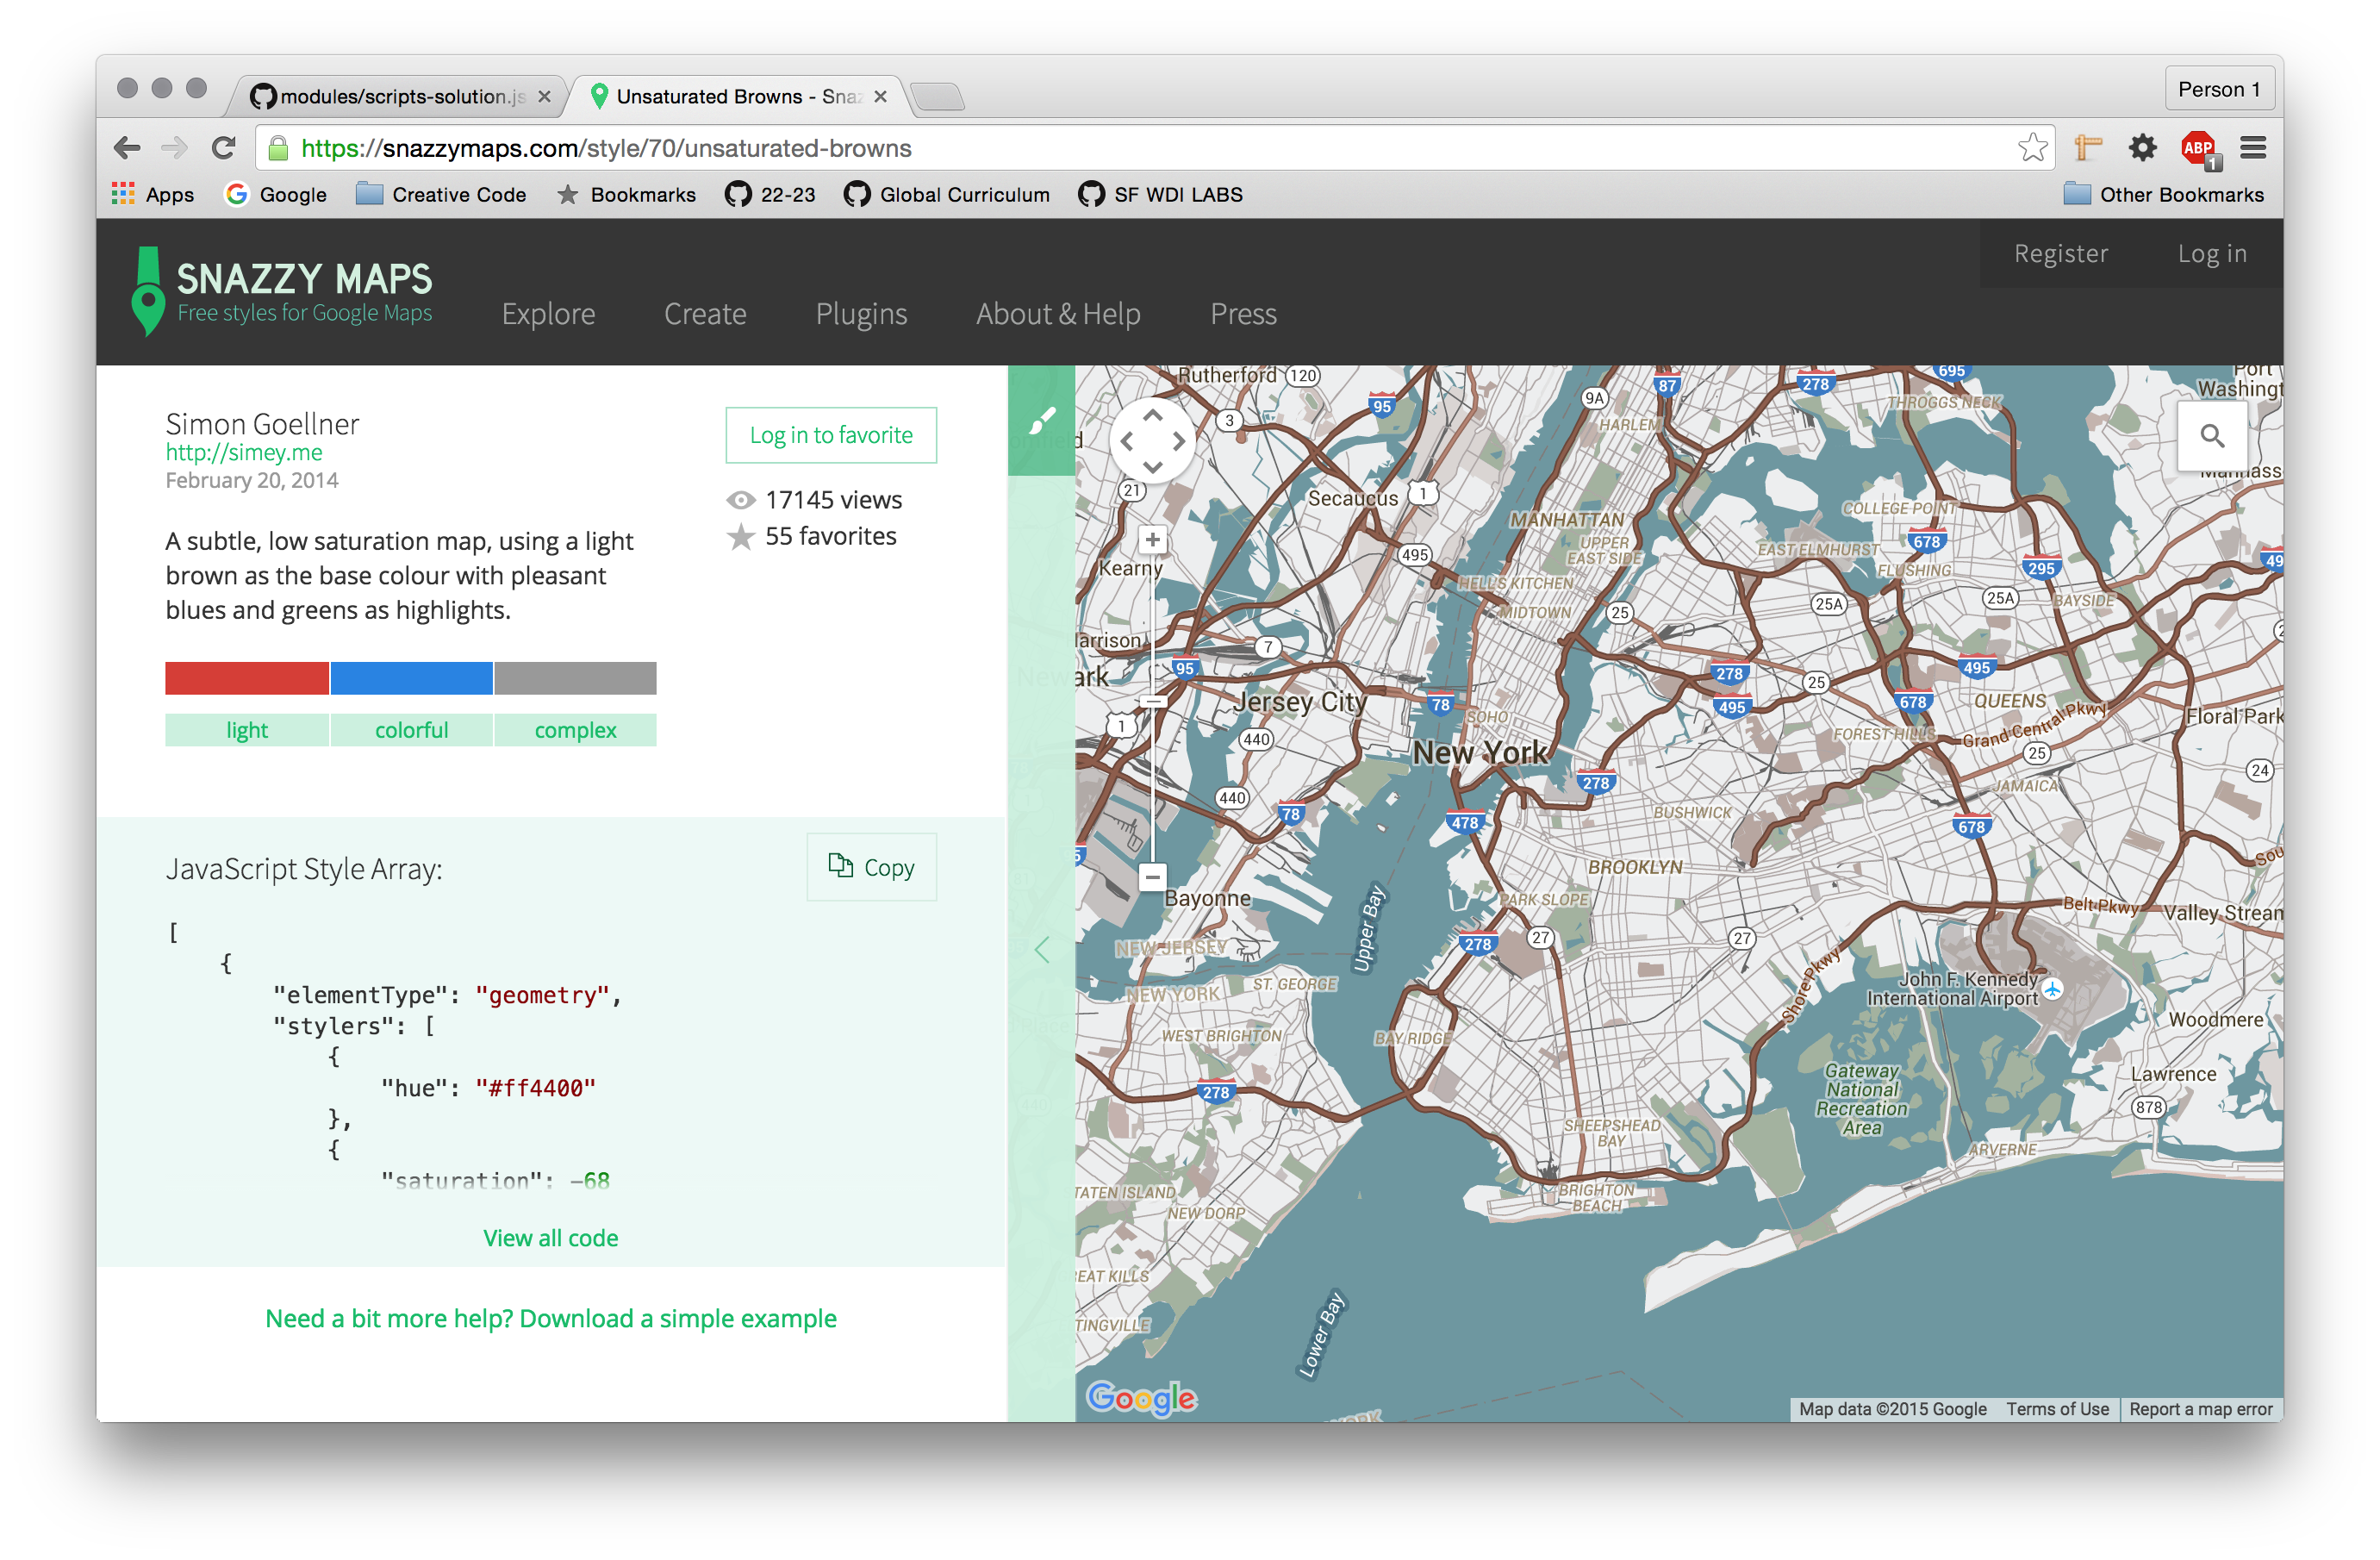 modules/scripts-solution.js
Unsaturated Browns - Snaz
Person 1
https://snazzymaps.com/style/70/unsaturated-browns
ABP
1
Apps
Google
Creative Code
Bookmarks
22-23
Global Curriculum
SF WDI LABS
Other Bookmarks
SNAZZY MAPS
Free styles for Google Maps
Explore
Create
Plugins
About & Help
Press
Register
Log in
Simon Goellner
http://simey.me
February 20, 2014
Log in to favorite
17145 views
55 favorites
A subtle, low saturation map, using a light
brown as the base colour with pleasant
blues and greens as highlights.
light
colorful
complex
JavaScript Style Array:
Copy
[
{
"elementType": "geometry",
"stylers": [
{
"hue": "#ff4400"
},
{
"saturation": -68
View all code
Need a bit more help? Download a simple example
Rutherford
120
3
95
9A
87
278
695
Port
Washingt
THROGGS NECK
HARLEM
21
Secaucus
1
MANHATTAN
UPPER
EAST SIDE
COLLEGE POINT
678
EAST ELMHURST
FLUSHING
295
495
Kearny
HELL'S KITCHEN
MIDTOWN
25
25A
25A
BAYSIDE
Harrison
7
95
Newark
Jersey City
78
SOHO
278
495
25
495
678
QUEENS
Grand Central Pkwy
Floral Park
1
440
New York
FOREST HILLS
25
24
440
78
278
478
JAMAICA
BUSHWICK
678
BROOKLYN
Bayonne
Upper Bay
PARK SLOPE
278
27
27
Belt Pkwy
Valley Stream
NEW JERSEY
NEW YORK
ST. GEORGE
Shore Pkwy
John F. Kennedy
International Airport
Woodmere
WEST BRIGHTON
BAY RIDGE
278
Gateway
National
Recreation
Area
Lawrence
878
SHEEPSHEAD
BAY
ARVERNE
TATEN ISLAND
NEW DORP
BRIGHTON
BEACH
EAT KILLS
TINGVILLE
Lower Bay
Google
Map data ©2015 Google
Terms of Use
Report a map error